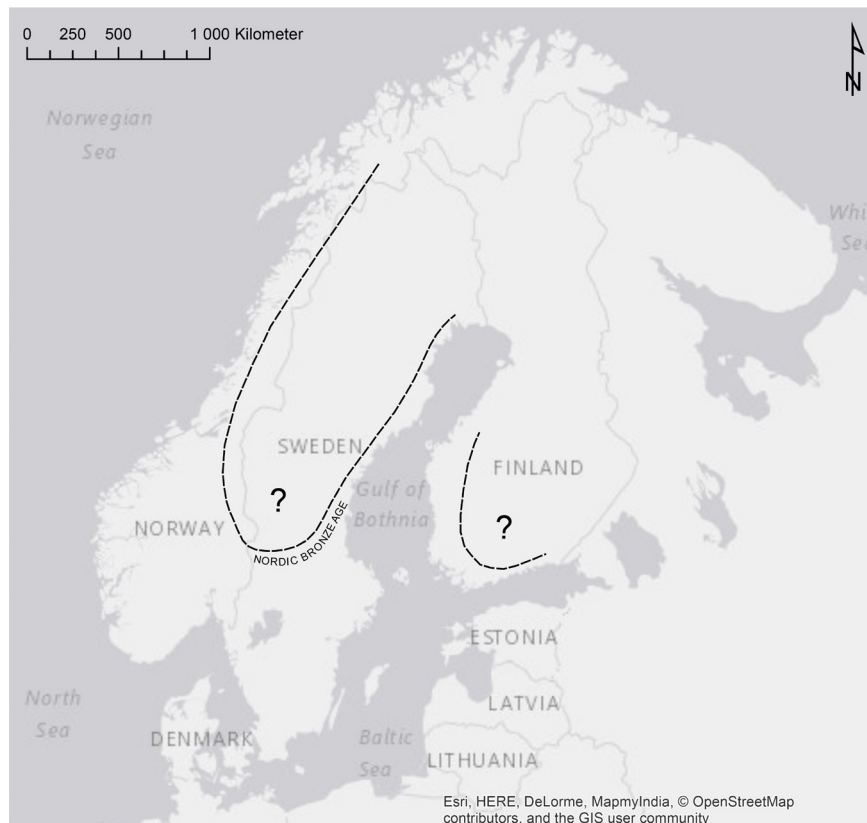 0 250 500 1 000 Kilometer
N
Norwegian
Sea
Whi
Se
SWEDEN
FINLAND
?
Gulf of
Bothnia
?
NORWAY
NORDIC BRONZE AGE
ESTONIA
North
Sea
LATVIA
DENMARK
Baltic
Sea
LITHUANIA
Esri, HERE, DeLorme, MapmyIndia, © OpenStreetMap
contributors, and the GIS user community